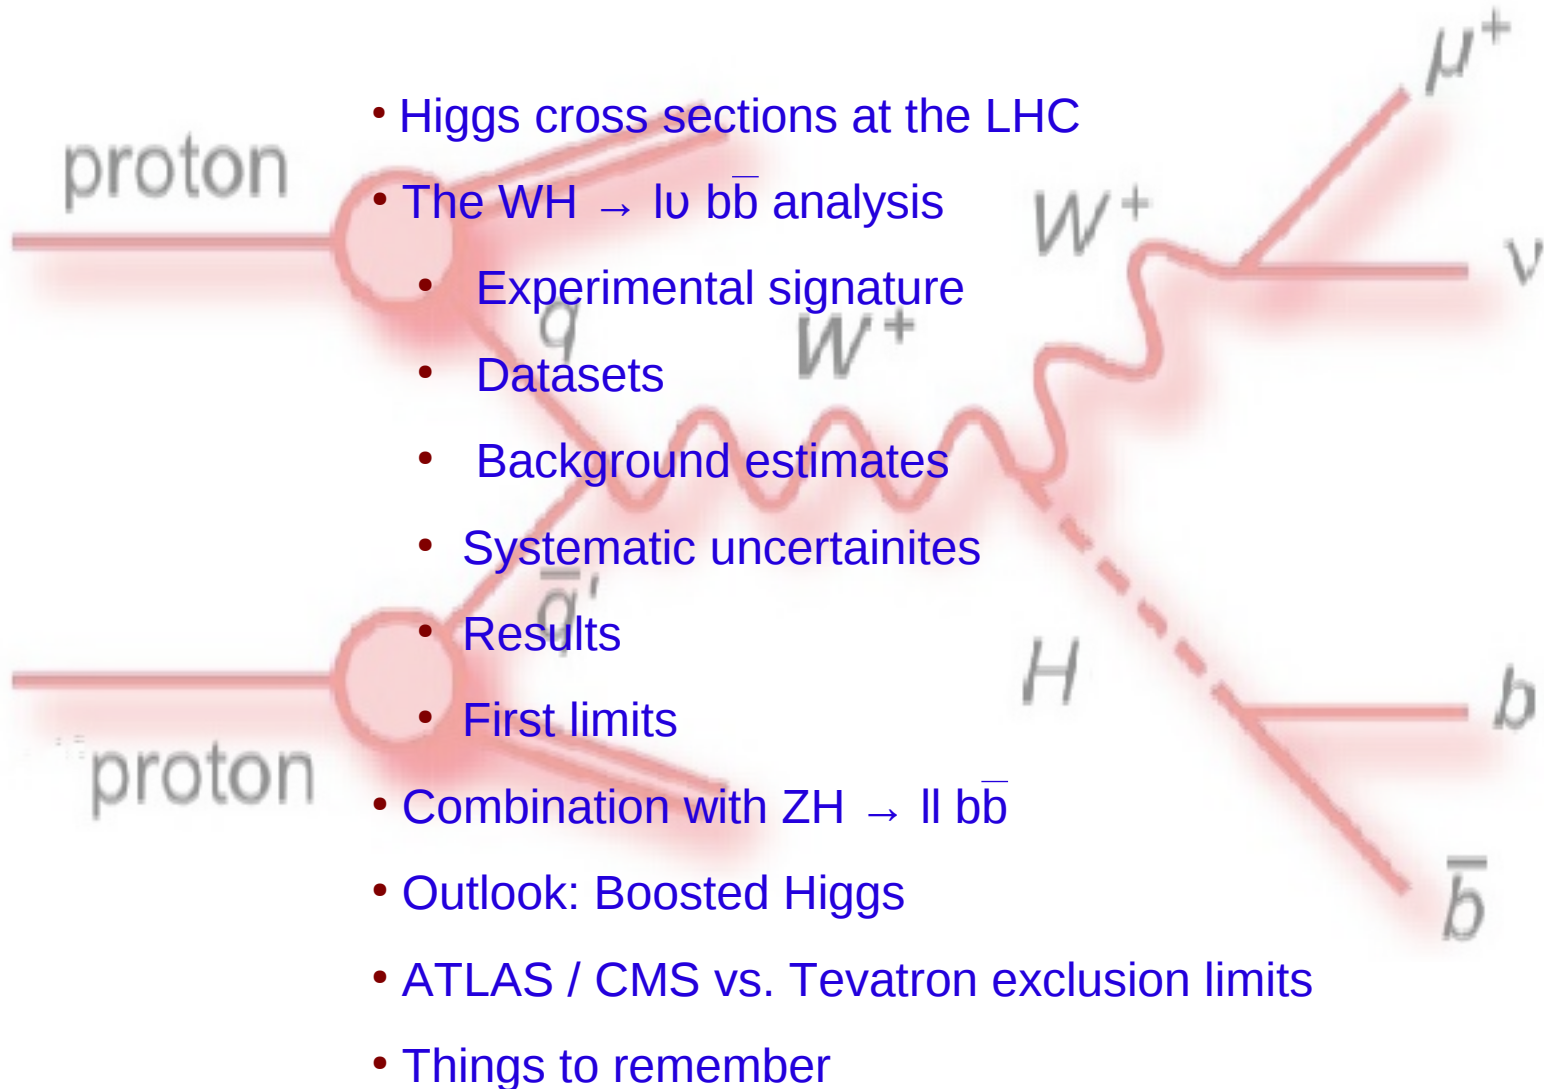 μ⁺
• Higgs cross sections at the LHC
proton
• The WH → lυ bb̅ analysis
W⁺
ν
• Experimental signature
q
W⁺
• Datasets
• Background estimates
• Systematic uncertainites
q̅'
• Results
H
• First limits
b
proton
• Combination with ZH → ll bb̅
• Outlook: Boosted Higgs
b̅
• ATLAS / CMS vs. Tevatron exclusion limits
• Things to remember